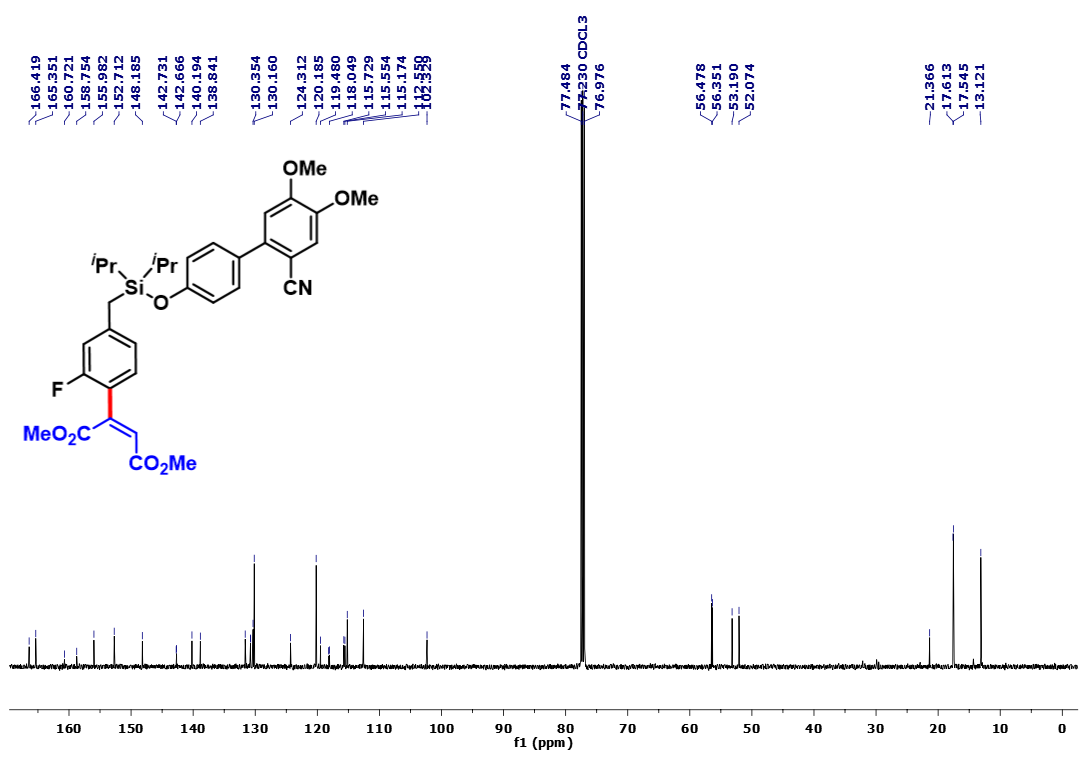 166.419
165.351
160.721
158.754
155.982
152.712
148.185
142.731
142.666
140.194
138.841
130.354
130.160
124.312
120.185
119.480
118.049
115.729
115.554
115.174
112.550
102.329
77.484
77.230 CDCL3
76.976
56.478
56.351
53.190
52.074
21.366
17.613
17.545
13.121
OMe
OMe
iPr
iPr
Si
O
CN
F
MeO2C
CO2Me
160 150 140 130 120 110 100 90 80 70 60 50 40 30 20 10 0
f1 (ppm)